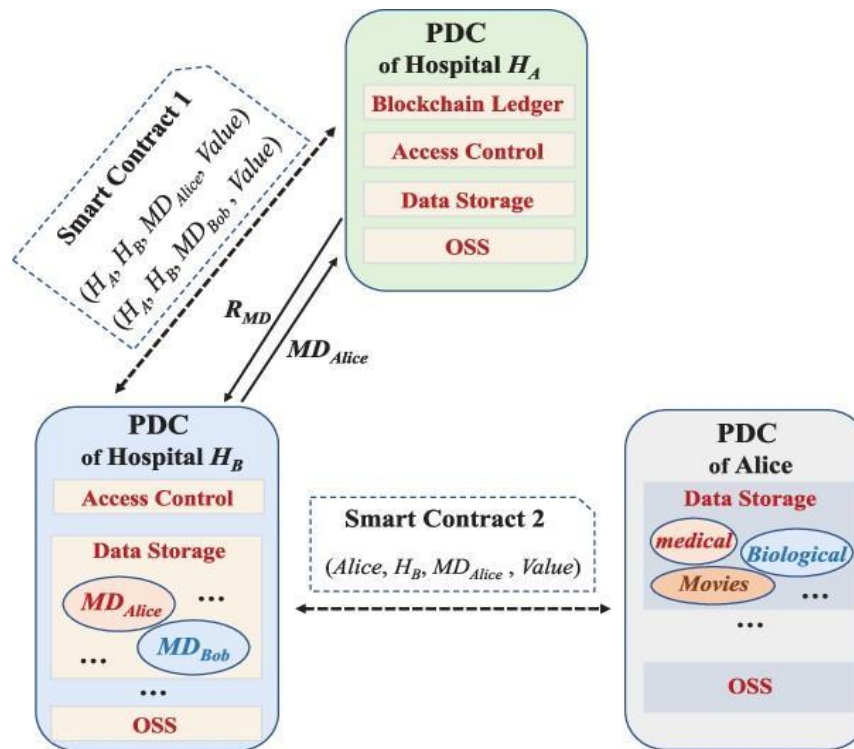 PDC
of Hospital H_A
Blockchain Ledger
Access Control
Data Storage
OSS
Smart Contract 1
(H_A, H_B, MD_Alice, Value)
(H_A, H_B, MD_Bob , Value)
R_MD
MD_Alice
PDC
of Hospital H_B
Access Control
Data Storage
MD_Alice
...
...
MD_Bob
...
OSS
Smart Contract 2
(Alice, H_B, MD_Alice , Value)
PDC
of Alice
Data Storage
medical
Biological
Movies
...
...
OSS